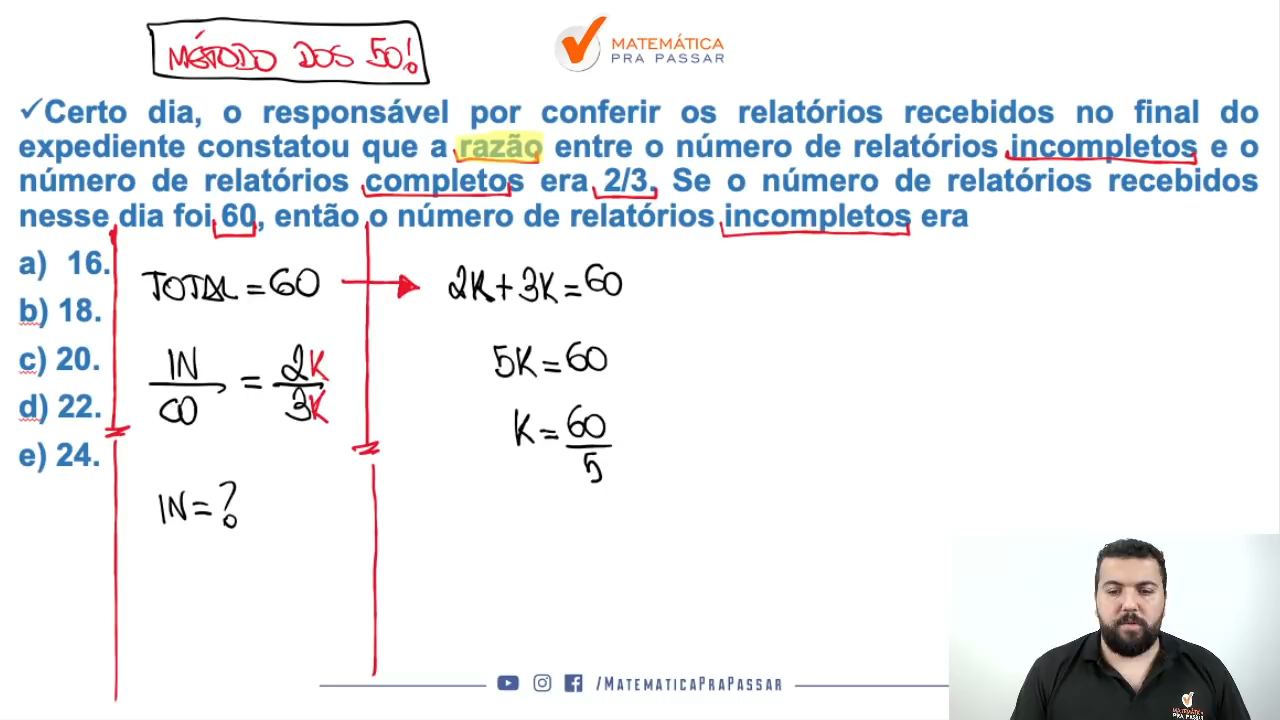 MÉTODO DOS 50!
MATEMÁTICA
PRA PASSAR
✓Certo dia, o responsável por conferir os relatórios recebidos no final do
expediente constatou que a razão entre o número de relatórios incompletos e o
número de relatórios completos era 2/3. Se o número de relatórios recebidos
nesse dia foi 60, então o número de relatórios incompletos era
a) 16.
b) 18.
c) 20.
d) 22.
e) 24.
TOTAL = 60
IN/CO = 2K/3K
IN = ?
2K + 3K = 60
5K = 60
K = 60/5
/MatematicaPraPassar
MATEMÁTICA
PRA PASSAR